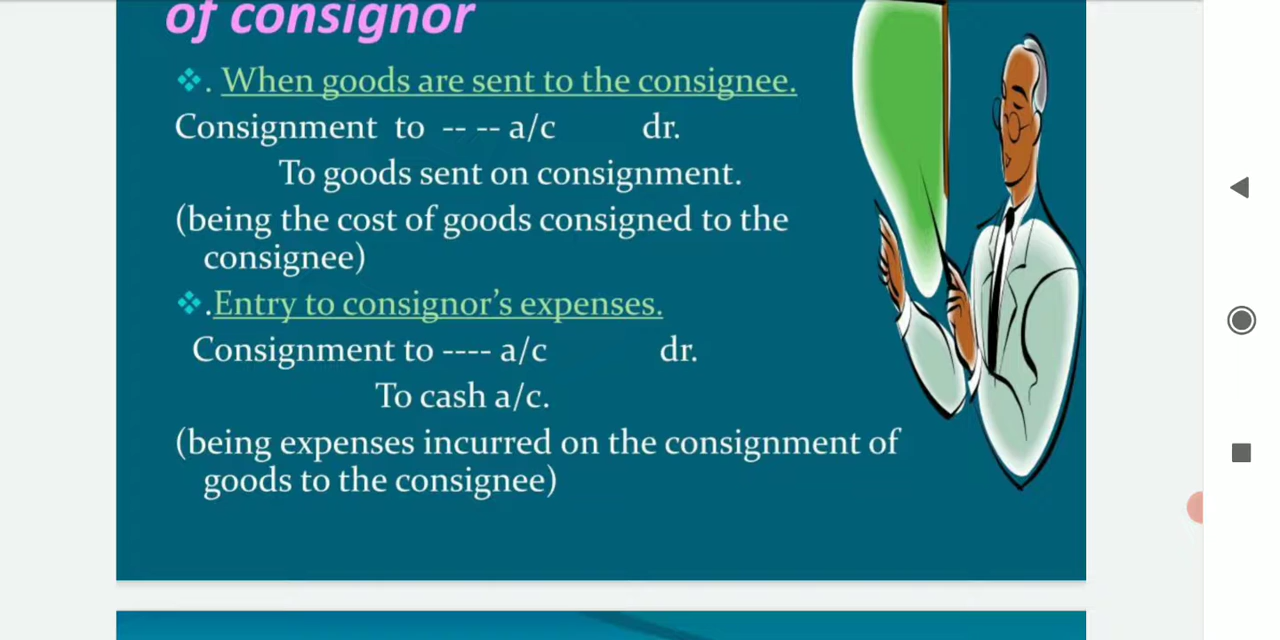 of consignor
. When goods are sent to the consignee.
Consignment to -- -- a/c dr.
To goods sent on consignment.
(being the cost of goods consigned to the
consignee)
.Entry to consignor’s expenses.
Consignment to ---- a/c dr.
To cash a/c.
(being expenses incurred on the consignment of
goods to the consignee)